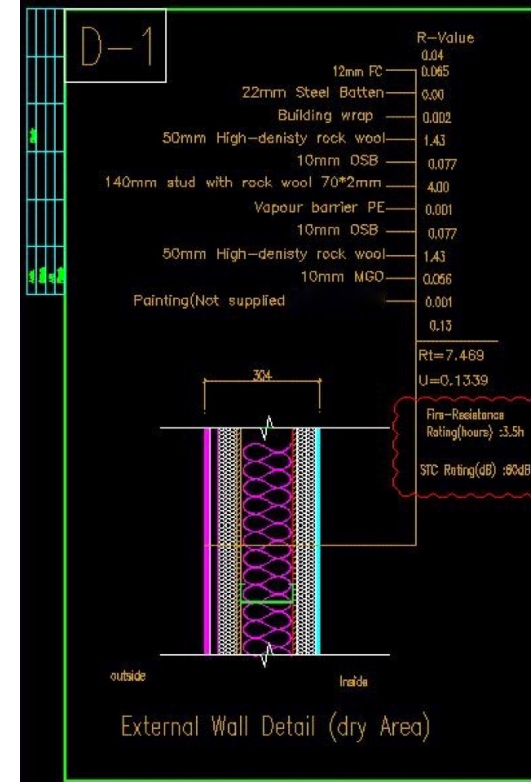 D-1
R-Value
0.04
12mm FC 0.065
22mm Steel Batten 0.00
Building wrap 0.002
50mm High-denisty rock wool 1.43
10mm OSB 0.077
140mm stud with rock wool 70*2mm 4.00
Vapour barrier PE 0.001
10mm OSB 0.077
50mm High-denisty rock wool 1.43
10mm MGO 0.056
Painting(Not supplied 0.001
0.13
Rt=7.469
U=0.1339
304
Fire-Resistance
Rating(hours) :3.5h
STC Rating(dB) :60dB
outside Inside
External Wall Detail (dry Area)